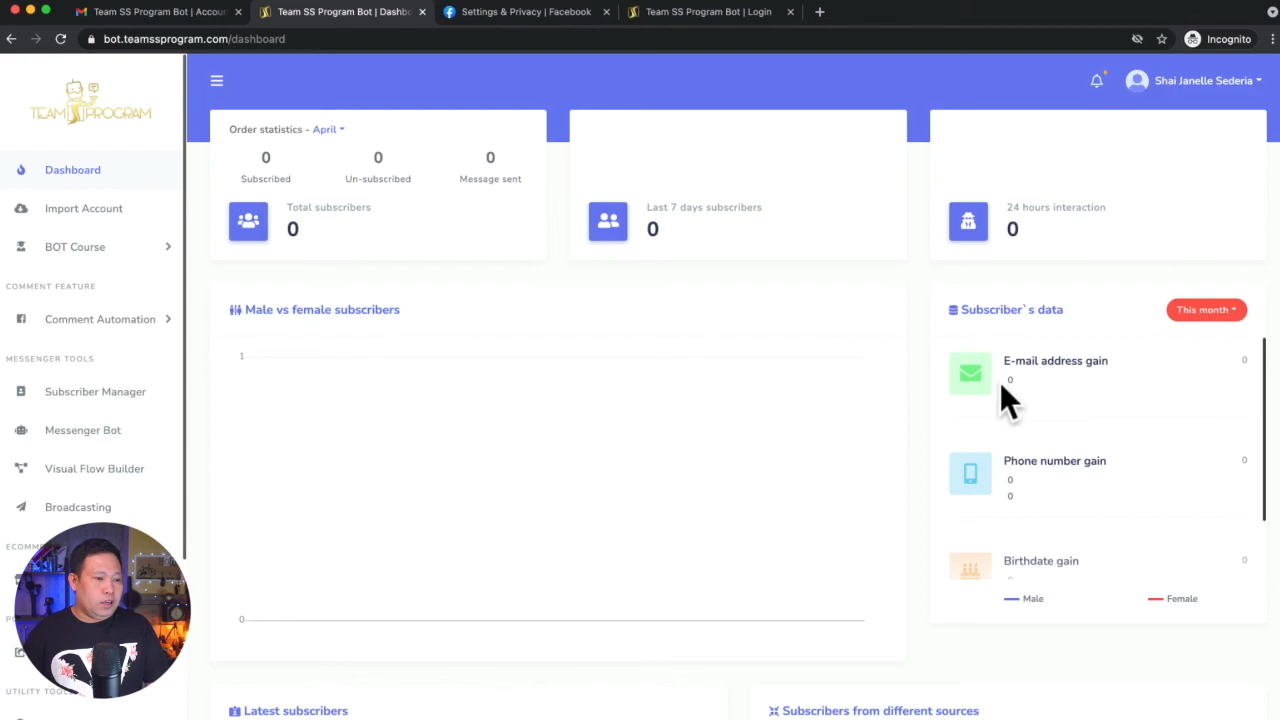 Team SS Program Bot | Accoun
Team SS Program Bot | Dashbo
Settings & Privacy | Facebook
Team SS Program Bot | Login
bot.teamssprogram.com/dashboard
Incognito
TEAM PROGRAM
Shai Janelle Sederia
Dashboard
Import Account
BOT Course
COMMENT FEATURE
Comment Automation
MESSENGER TOOLS
Subscriber Manager
Messenger Bot
Visual Flow Builder
Broadcasting
ECOMM
UTILITY TOOLS
Order statistics - April
0 0 0
Subscribed Un-subscribed Message sent
Total subscribers
0
Last 7 days subscribers
0
24 hours interaction
0
Male vs female subscribers
1
0
Subscriber`s data
This month
E-mail address gain 0
0
Phone number gain 0
0
0
Birthdate gain 0
Male Female
Latest subscribers
Subscribers from different sources